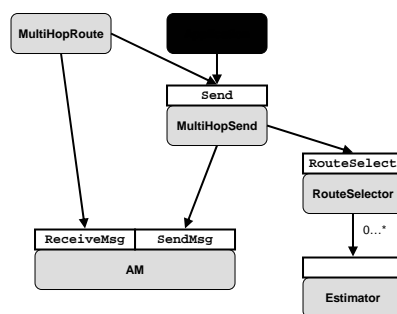 MultiHopRoute
Send
MultiHopSend
RouteSelect
RouteSelector
0...*
ReceiveMsg SendMsg
AM
Estimator